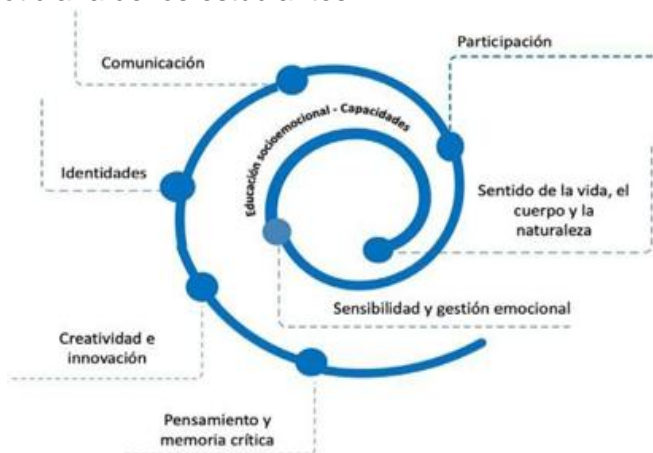 Participación
Comunicación
Educación socioemocional - Capacidades
Identidades
Sentido de la vida, el
cuerpo y la
naturaleza
Sensibilidad y gestión emocional
Creatividad e
innovación
Pensamiento y
memoria crítica